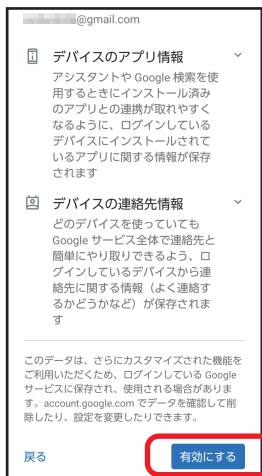 @gmail.com
デバイスのアプリ情報
アシスタントや Google 検索を使
用するときにインストール済み
のアプリとの連携が取れやすく
なるように、ログインしている
デバイスにインストールされて
いるアプリに関する情報が保存
されます
デバイスの連絡先情報
どのデバイスを使っていても
Google サービス全体で連絡先と
簡単にやり取りできるよう、ロ
グインしているデバイスから連
絡先に関する情報（よく連絡す
るかどうかなど）が保存されま
す
このデータは、さらにカスタマイズされた機能を
ご利用いただくため、ログインしている Google
サービスに保存され、使用される場合がありま
す。account.google.com でデータを確認して削
除したり、設定を変更したりできます。
戻る
有効にする